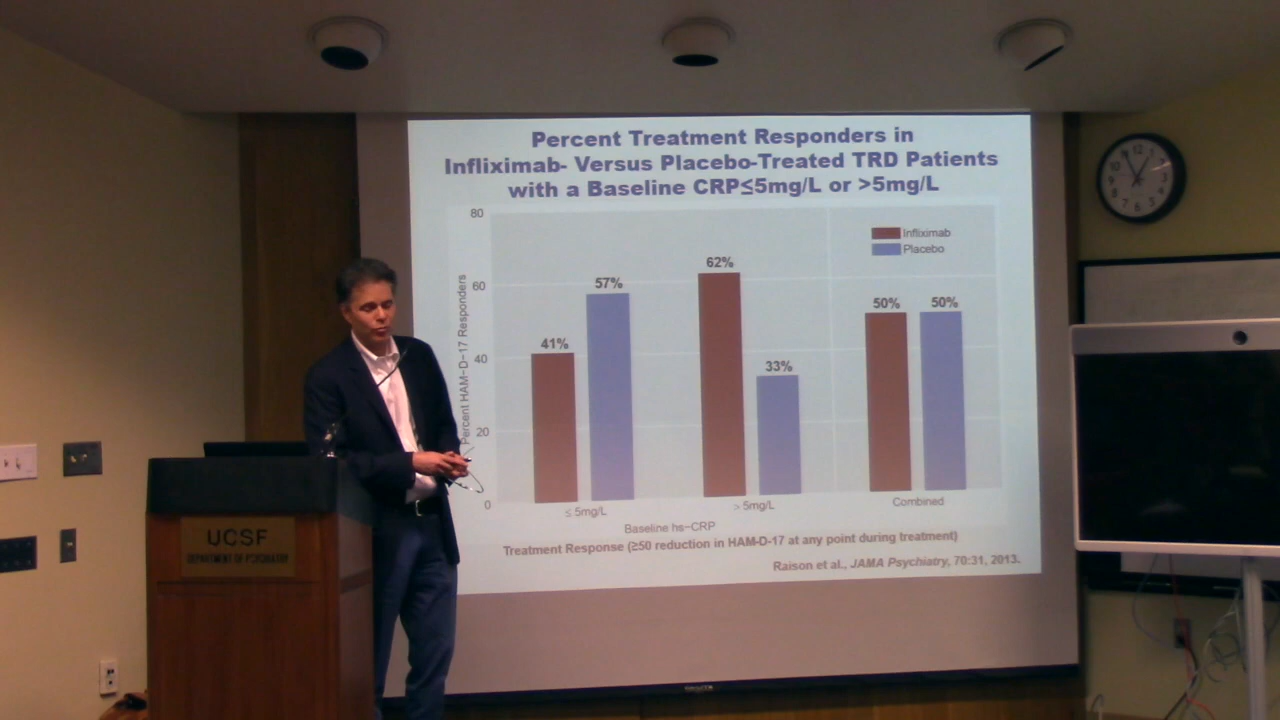 Percent Treatment Responders in
Infliximab- Versus Placebo-Treated TRD Patients
with a Baseline CRP≤5mg/L or >5mg/L
Percent HAM-D-17 Responders
80
60
40
20
0
Infliximab
Placebo
41%
57%
62%
33%
50%
50%
≤ 5mg/L
> 5mg/L
Combined
Baseline hs-CRP
Treatment Response (≥50 reduction in HAM-D-17 at any point during treatment)
Raison et al., JAMA Psychiatry, 70:31, 2013.
UCSF
DEPARTMENT OF PSYCHIATRY